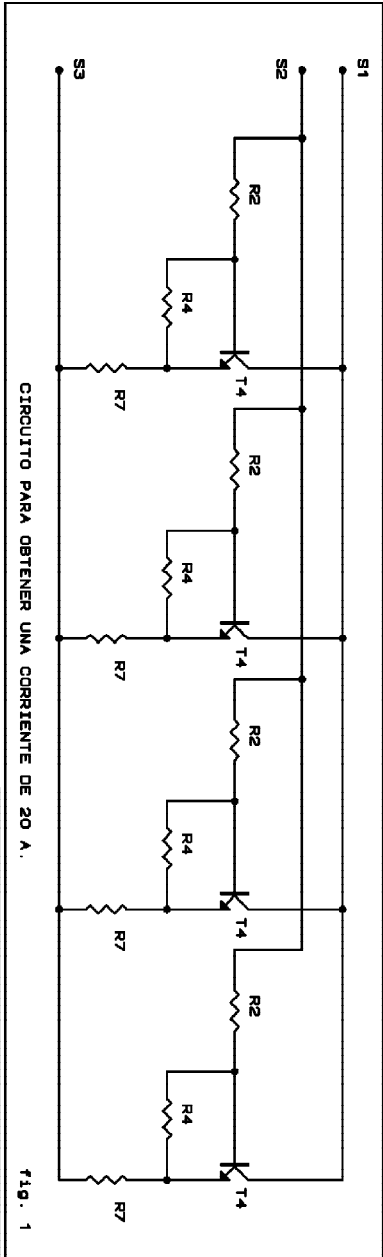 S1
S2
S3
R2
R4
T4
R7
R2
R4
T4
R7
R2
R4
T4
R7
R2
R4
T4
R7
CIRCUITO PARA OBTENER UNA CORRIENTE DE 20 A.
fig. 1